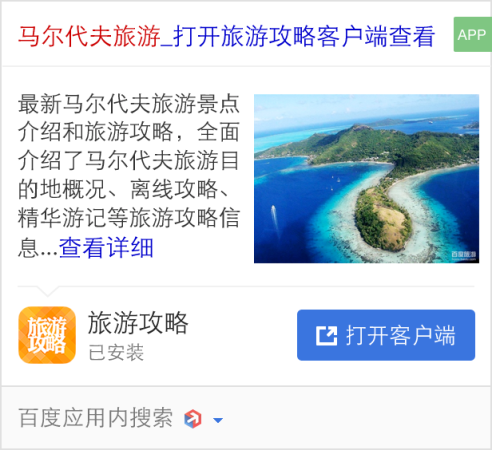 马尔代夫旅游_打开旅游攻略客户端查看
APP
最新马尔代夫旅游景点
介绍和旅游攻略，全面
介绍了马尔代夫旅游目
的地概况、离线攻略、
精华游记等旅游攻略信
息...查看详细
百度旅游
旅游
攻略
旅游攻略
已安装
打开客户端
百度应用内搜索